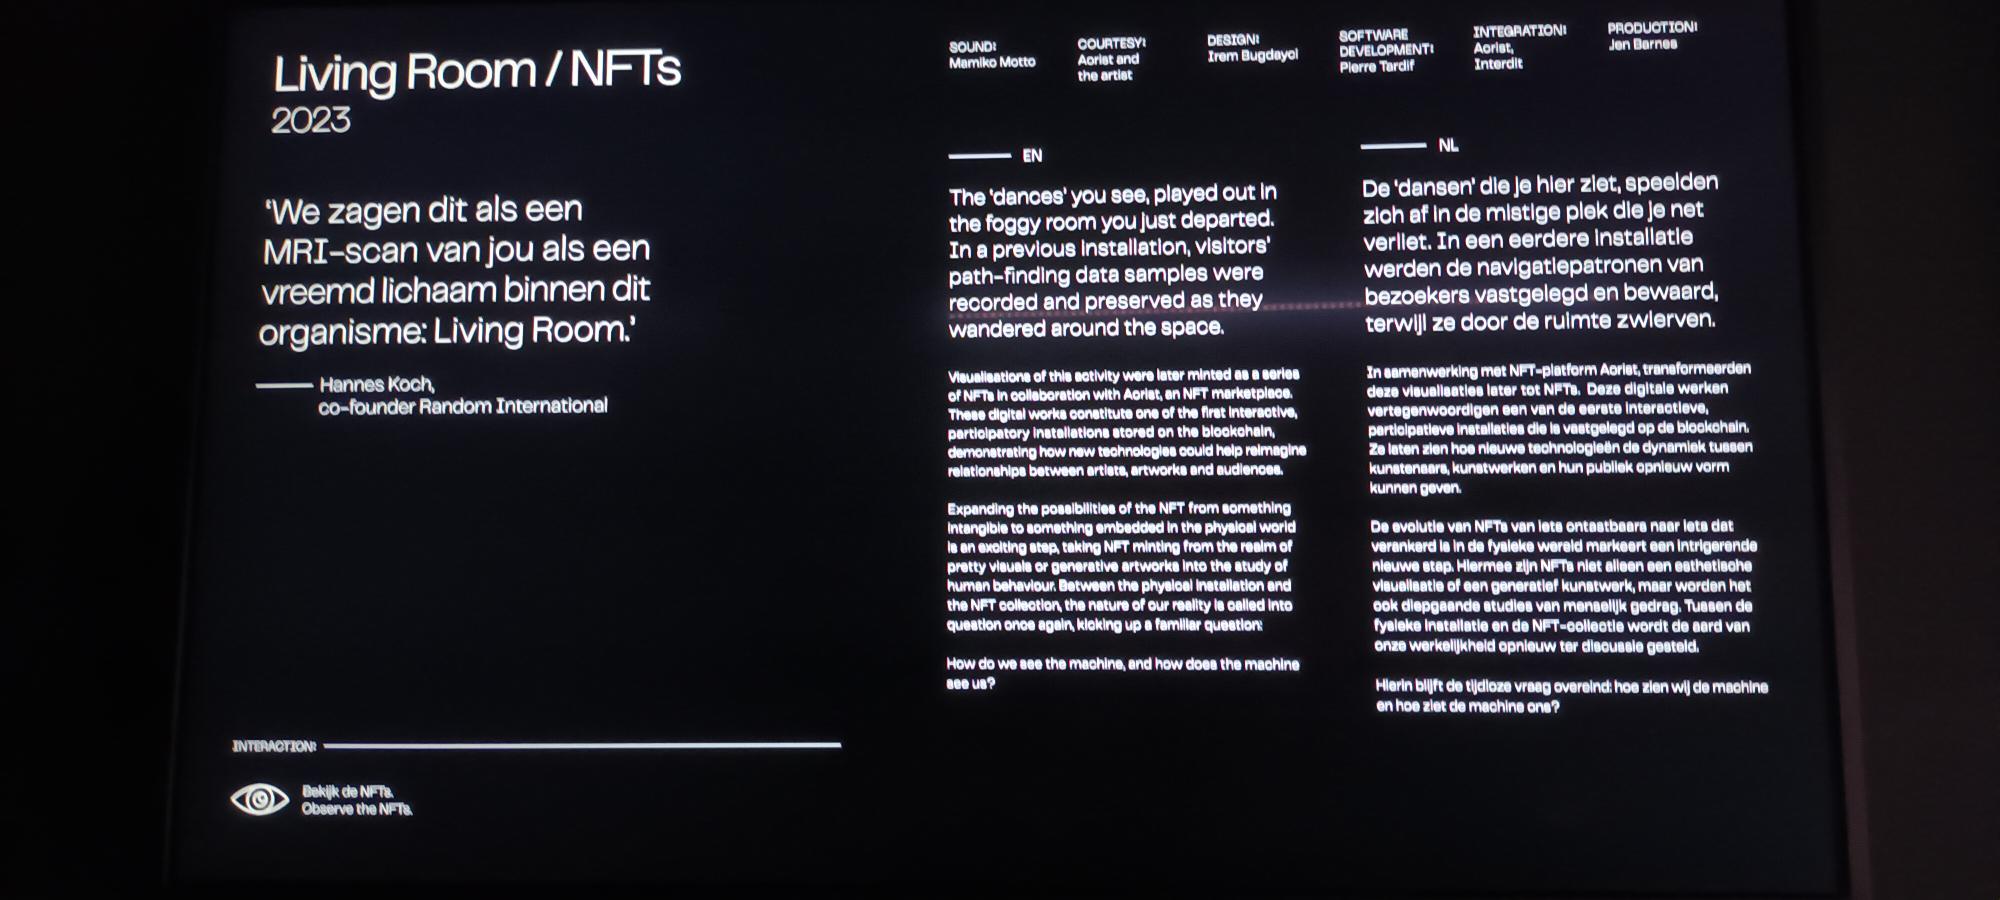 Living Room / NFTs
2023
'We zagen dit als een
MRI-scan van jou als een
vreemd lichaam binnen dit
organisme: Living Room.'
Hannes Koch,
co-founder Random International
INTERACTION:
Bekijk de NFTs.
Observe the NFTs.
SOUND:
Mamiko Motto
COURTESY:
Aorist and
the artist
DESIGN:
Irem Bugdayol
SOFTWARE
DEVELOPMENT:
Pierre Tardif
INTEGRATION:
Aorist,
Interdit
PRODUCTION:
Jen Barnes
EN
The 'dances' you see, played out in
the foggy room you just departed.
In a previous installation, visitors'
path-finding data samples were
recorded and preserved as they
wandered around the space.
Visualisations of this activity were later minted as a series
of NFTs in collaboration with Aorist, an NFT marketplace.
These digital works constitute one of the first interactive,
participatory installations stored on the blockchain,
demonstrating how new technologies could help reimagine
relationships between artists, artworks and audiences.
Expanding the possibilities of the NFT from something
intangible to something embedded in the physical world
is an exciting step, taking NFT minting from the realm of
pretty visuals or generative artworks into the study of
human behaviour. Between the physical installation and
the NFT collection, the nature of our reality is called into
question once again, kicking up a familiar question:
How do we see the machine, and how does the machine
see us?
NL
De 'dansen' die je hier ziet, speelden
zich af in de mistige plek die je net
verliet. In een eerdere installatie
werden de navigatiepatronen van
bezoekers vastgelegd en bewaard,
terwijl ze door de ruimte zwierven.
In samenwerking met NFT-platform Aorist, transformeerden
deze visualisaties later tot NFTs. Deze digitale werken
vertegenwoordigen een van de eerste interactieve,
participatieve installaties die is vastgelegd op de blockchain.
Ze laten zien hoe nieuwe technologieën de dynamiek tussen
kunstenaars, kunstwerken en hun publiek opnieuw vorm
kunnen geven.
De evolutie van NFTs van iets ontastbaars naar iets dat
verankerd is in de fysieke wereld markeert een intrigerende
nieuwe stap. Hiermee zijn NFTs niet alleen een esthetische
visualisatie of een generatief kunstwerk, maar worden het
ook diepgaande studies van menselijk gedrag. Tussen de
fysieke installatie en de NFT-collectie wordt de aard van
onze werkelijkheid opnieuw ter discussie gesteld.
Hierin blijft de tijdloze vraag overeind: hoe zien wij de machine
en hoe ziet de machine ons?